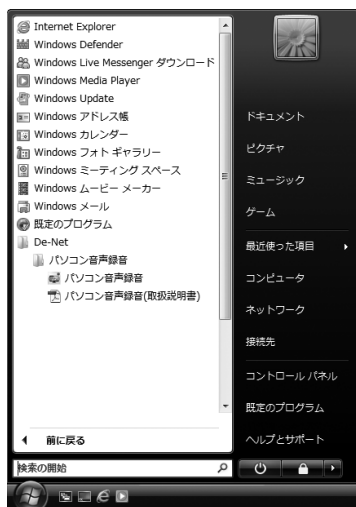 Internet Explorer
Windows Defender
Windows Live Messenger ダウンロード
Windows Media Player
Windows Update
Windows アドレス帳
Windows カレンダー
Windows フォト ギャラリー
Windows ミーティング スペース
Windows ムービー メーカー
Windows メール
既定のプログラム
De-Net
パソコン音声録音
パソコン音声録音
パソコン音声録音(取扱説明書)
前に戻る
検索の開始
ドキュメント
ピクチャ
ミュージック
ゲーム
最近使った項目
コンピュータ
ネットワーク
接続先
コントロール パネル
既定のプログラム
ヘルプとサポート